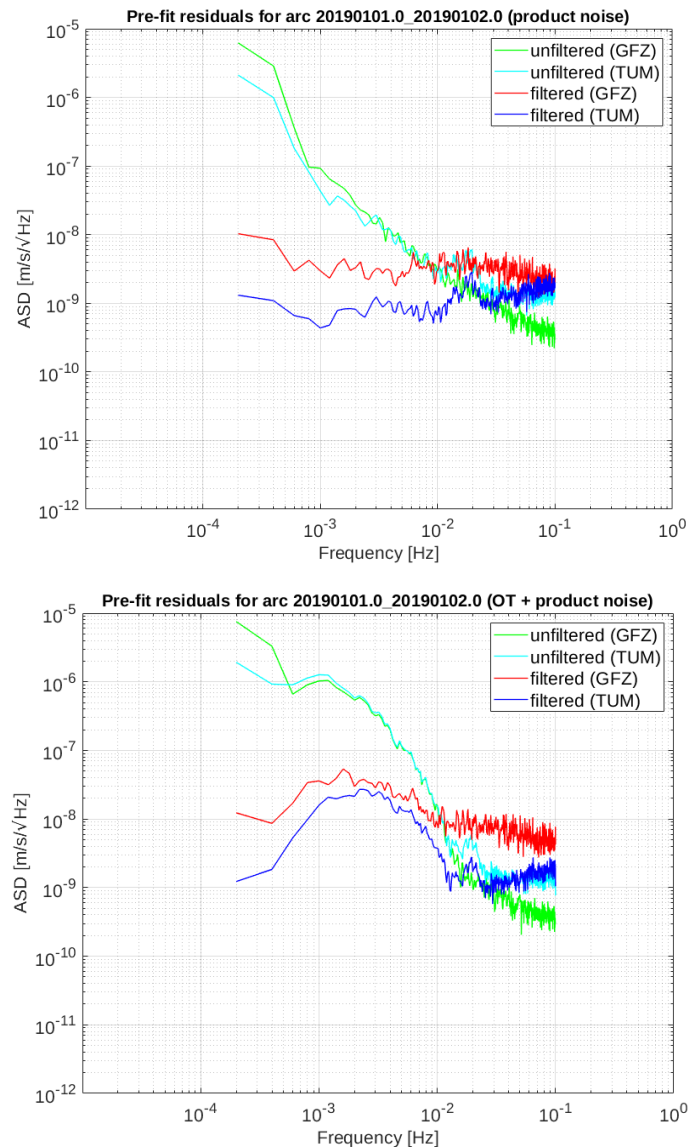 Pre-fit residuals for arc 20190101.0_20190102.0 (product noise)
10^-5
unfiltered (GFZ)
unfiltered (TUM)
filtered (GFZ)
filtered (TUM)
10^-6
10^-7
10^-8
10^-9
10^-10
10^-11
10^-12
ASD [m/s/√Hz]
10^-4
10^-3
10^-2
10^-1
10^0
Frequency [Hz]
Pre-fit residuals for arc 20190101.0_20190102.0 (OT + product noise)
10^-5
unfiltered (GFZ)
unfiltered (TUM)
filtered (GFZ)
filtered (TUM)
10^-6
10^-7
10^-8
10^-9
10^-10
10^-11
10^-12
ASD [m/s/√Hz]
10^-4
10^-3
10^-2
10^-1
10^0
Frequency [Hz]